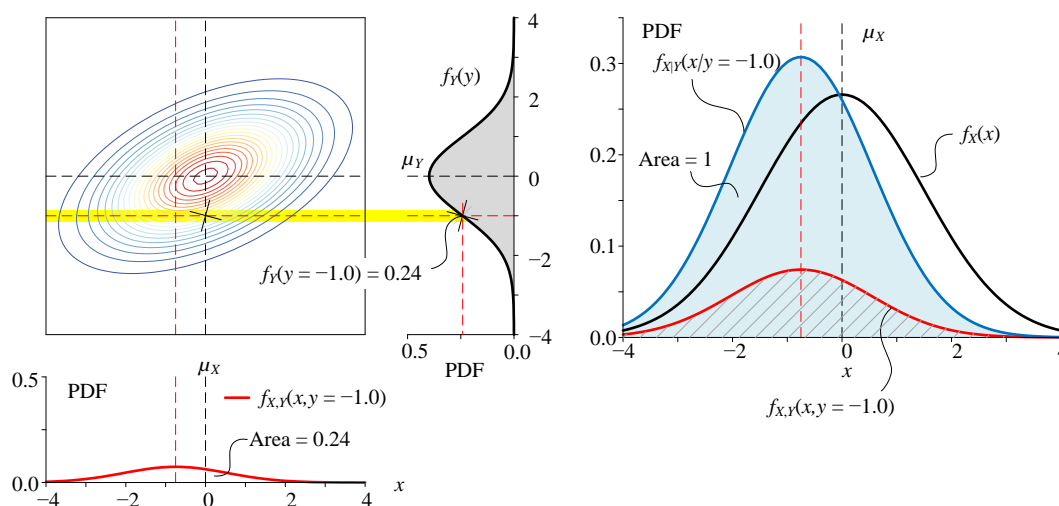 4
f_Y(y)
2
μ_Y
0
−2
f_Y(y = −1.0) = 0.24
−4
0.5
0.0
PDF
μ_X
0.5
PDF
f_{X,Y}(x,y = −1.0)
Area = 0.24
0.0
−4
−2
0
2
4
x
PDF
μ_X
0.3
f_{X|Y}(x/y = −1.0)
f_X(x)
0.2
Area = 1
0.1
0.0
−4
−2
0
2
4
x
f_{X,Y}(x,y = −1.0)